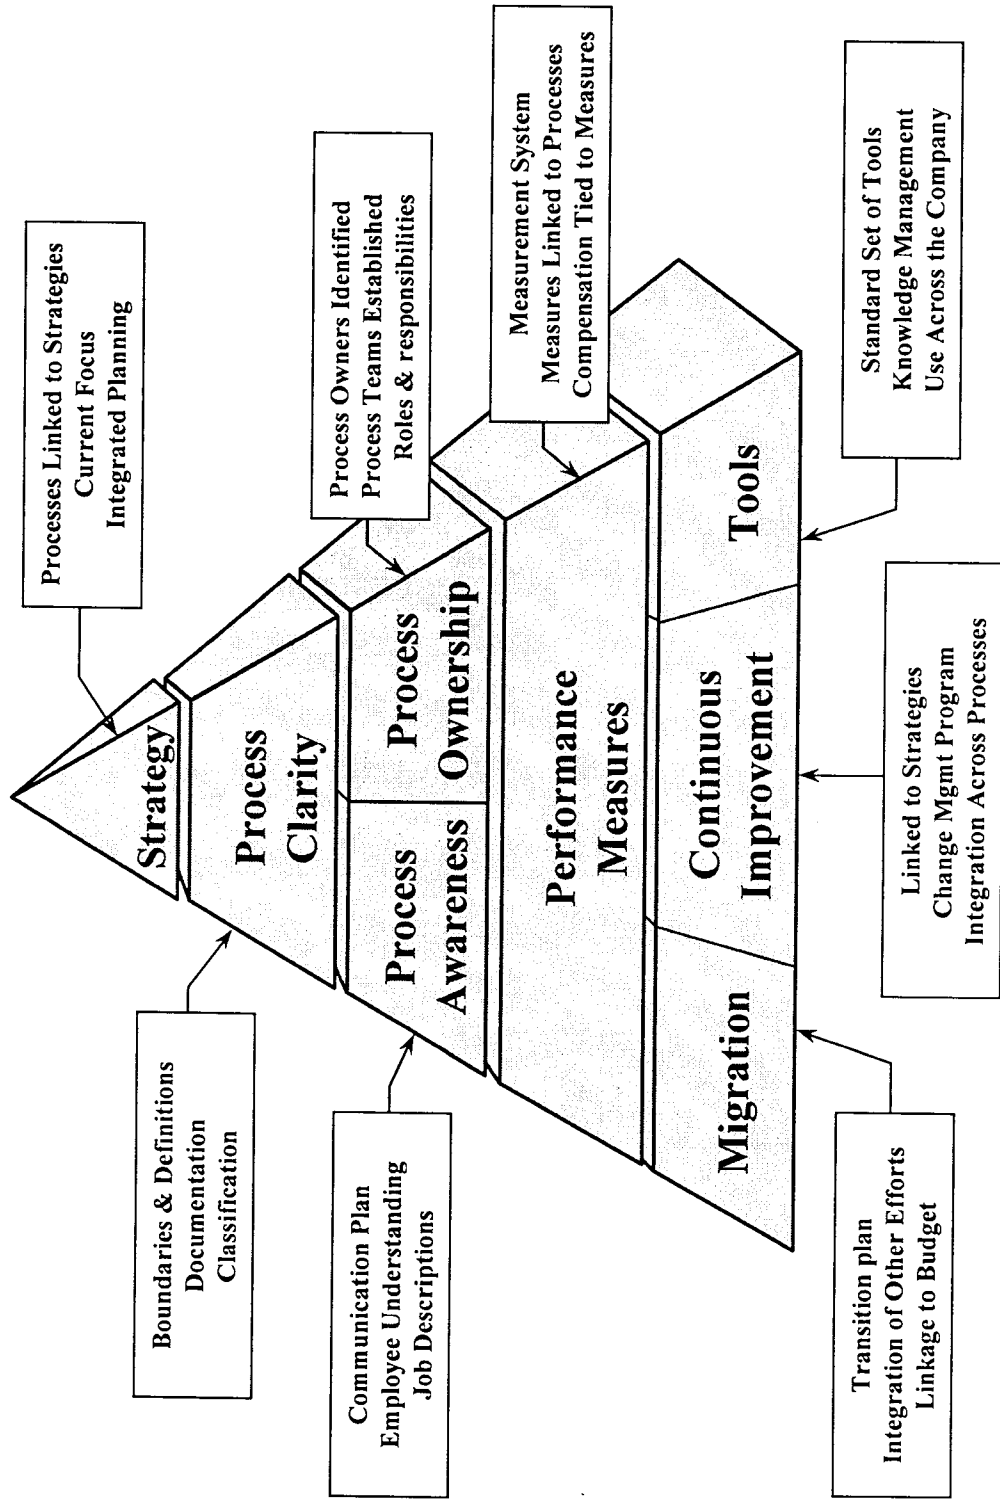 Processes Linked to Strategies
Current Focus
Integrated Planning
Boundaries & Definitions
Documentation
Classification
Strategy
Process
Clarity
Process Owners Identified
Process Teams Established
Roles & responsibilities
Communication Plan
Employee Understanding
Job Descriptions
Process
Awareness
Process
Ownership
Measurement System
Measures Linked to Processes
Compensation Tied to Measures
Performance
Measures
Migration
Continuous
Improvement
Tools
Transition plan
Integration of Other Efforts
Linkage to Budget
Linked to Strategies
Change Mgmt Program
Integration Across Processes
Standard Set of Tools
Knowledge Management
Use Across the Company